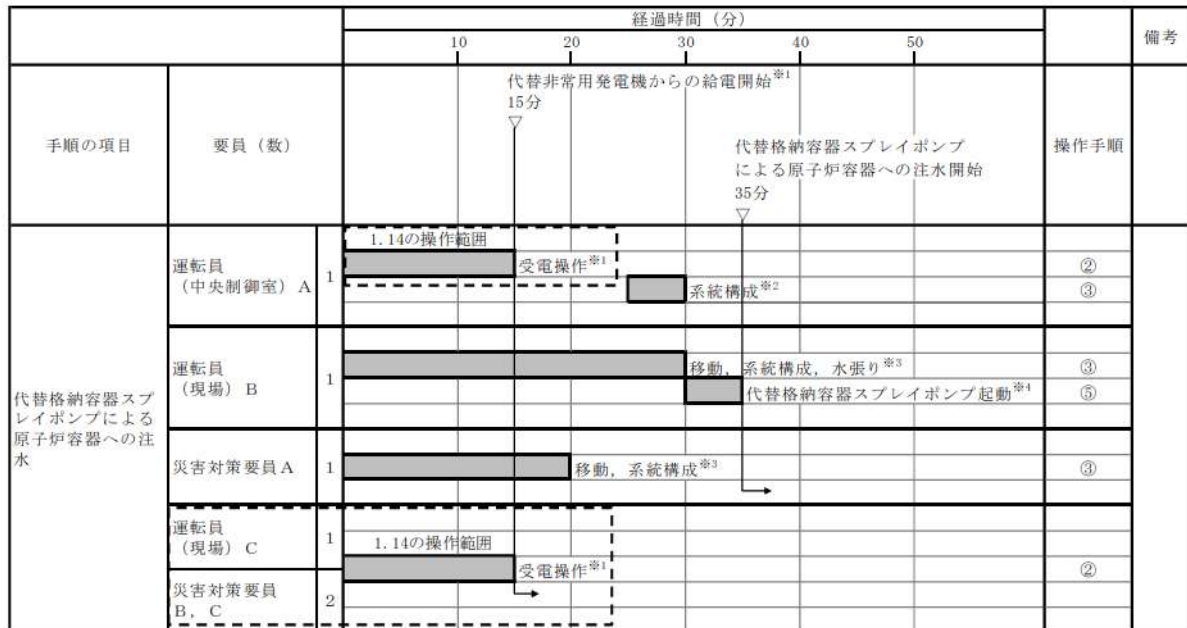 経過時間（分）
備考
10 20 30 40 50
代替非常用発電機からの給電開始※1
15分
▽
手順の項目
要員（数）
代替格納容器スプレイポンプ
による原子炉容器への注水開始
35分
▽
操作手順
1.14の操作範囲
運転員
（中央制御室）A
1
受電操作※1
②
系統構成※2
③
運転員
（現場）B
1
移動，系統構成，水張り※3
③
代替格納容器スプレイポンプ起動※4
⑤
代替格納容器スプ
レイポンプによる
原子炉容器への注
水
災害対策要員A
1
移動，系統構成※3
③
運転員
（現場）C
1
1.14の操作範囲
受電操作※1
②
災害対策要員
B，C
2